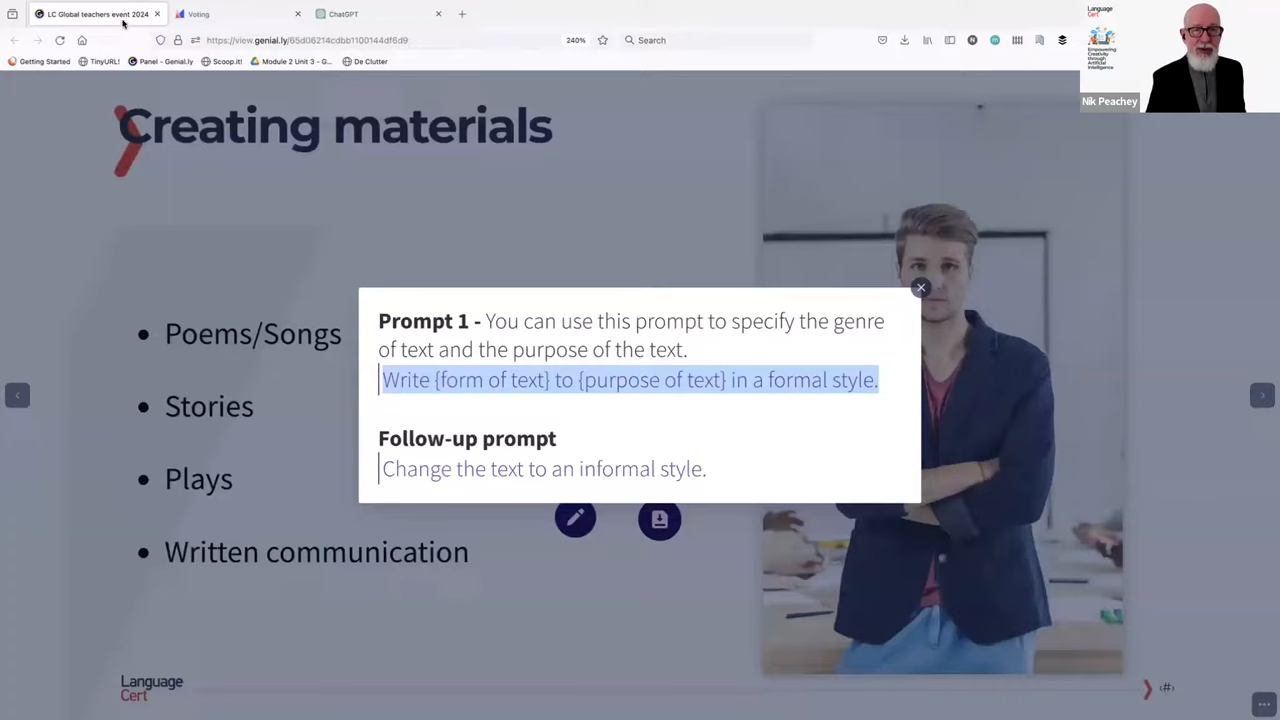 LC Global teachers event 2024
Voting
ChatGPT
https://view.genial.ly/65d06214cdbb1100144df6d9
240%
Search
Getting Started
TinyURL!
Panel - Genial.ly
Scoop.it!
Module 2 Unit 3 - G...
De Clutter
Language
Cert
Empowering
Creativity
through
Artificial
Intelligence
Nik Peachey
Creating materials
Poems/Songs
Stories
Plays
Written communication
Prompt 1 - You can use this prompt to specify the genre
of text and the purpose of the text.
Write {form of text} to {purpose of text} in a formal style.
Follow-up prompt
Change the text to an informal style.
Language
Cert
‹#›